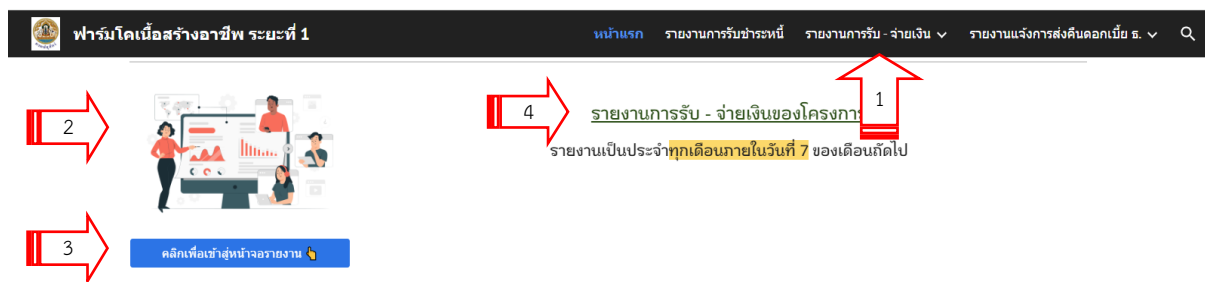 ฟาร์มโคเนื้อสร้างอาชีพ ระยะที่ 1 หน้าแรก รายงานการรับชำระหนี้ รายงานการรับ - จ่ายเงิน รายงานแจ้งการส่งคืนดอกเบี้ย ธ.
1
2
4
รายงานการรับ - จ่ายเงินของโครงการ
รายงานเป็นประจำทุกเดือนภายในวันที่ 7 ของเดือนถัดไป
3
คลิกเพื่อเข้าสู่หน้าจอรายงาน 👆